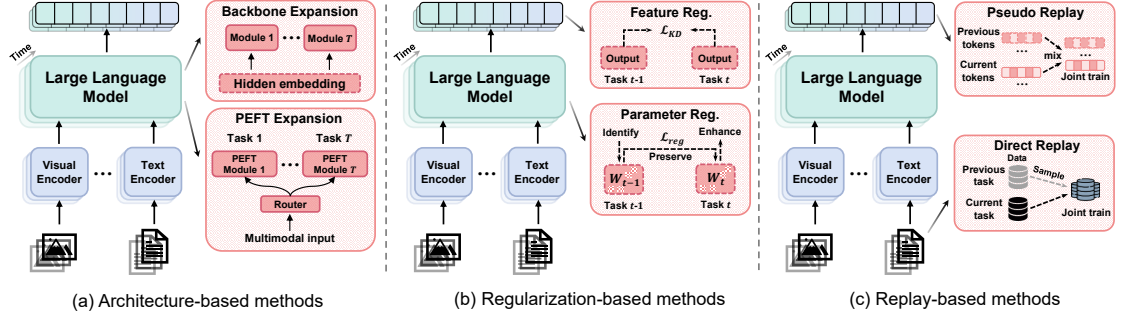 Time
Large Language
Model
Visual
Encoder
...
Text
Encoder
Backbone Expansion
Module 1
...
Module T
Hidden embedding
PEFT Expansion
Task 1
Task T
PEFT
Module 1
...
PEFT
Module T
Router
Multimodal input
(a) Architecture-based methods
Time
Large Language
Model
Visual
Encoder
...
Text
Encoder
Feature Reg.
ℒ_KD
Output
Output
Task t-1
Task t
Parameter Reg.
Identify
Enhance
ℒ_reg
Preserve
W_{t-1}
W_t
Task t-1
Task t
(b) Regularization-based methods
Time
Large Language
Model
Visual
Encoder
...
Text
Encoder
Pseudo Replay
Previous
tokens
...
mix
Current
tokens
...
...
Joint train
Direct Replay
Data
Previous
task
Sample
Current
task
Joint train
(c) Replay-based methods